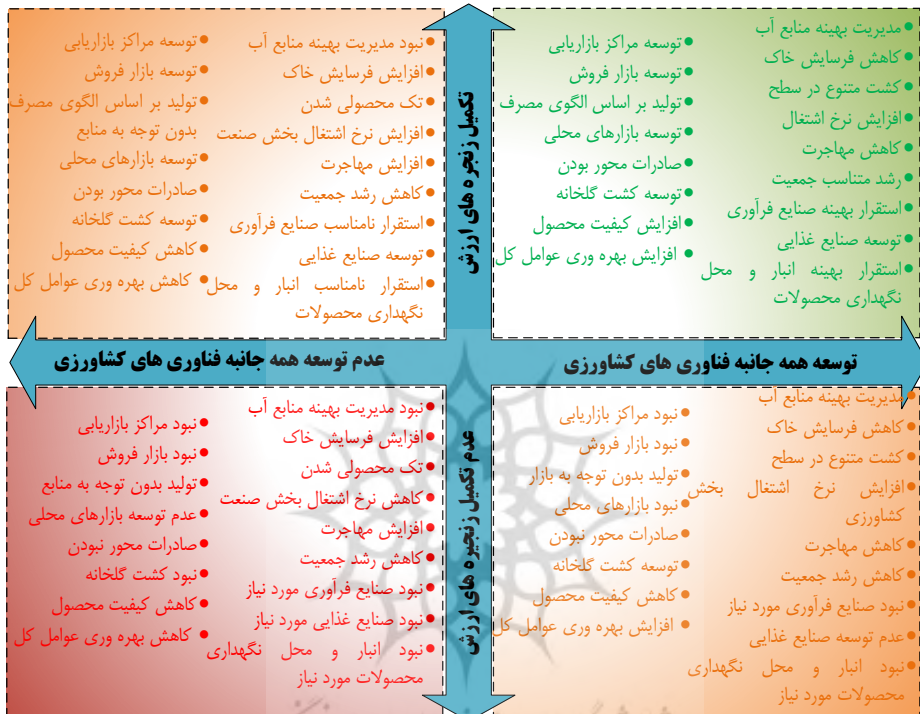 مدیریت بهینه منابع آب
کاهش فرسایش خاک
کشت متنوع در سطح
افزایش نرخ اشتغال
کاهش مهاجرت
رشد متناسب جمعیت
استقرار بهینه صنایع فرآوری
توسعه صنایع غذایی
استقرار بهینه انبار و محل
نگهداری محصولات
توسعه مراکز بازاریابی
توسعه بازار فروش
تولید بر اساس الگوی مصرف
توسعه بازارهای محلی
صادرات محور بودن
توسعه کشت گلخانه
افزایش کیفیت محصول
افزایش بهره وری عوامل کل
تکمیل زنجره های ارزش
نبود مدیریت بهینه منابع آب
افزایش فرسایش خاک
تک محصولی شدن
افزایش نرخ اشتغال بخش صنعت
افزایش مهاجرت
کاهش رشد جمعیت
استقرار نامناسب صنایع فرآوری
توسعه صنایع غذایی
استقرار نامناسب انبار و محل
نگهداری محصولات
توسعه مراکز بازاریابی
توسعه بازار فروش
تولید بر اساس الگوی مصرف
بدون توجه به منابع
توسعه بازارهای محلی
صادرات محور بودن
توسعه کشت گلخانه
کاهش کیفیت محصول
کاهش بهره وری عوامل کل
توسعه همه جانبه فناوری های کشاورزی
عدم توسعه همه جانبه فناوری های کشاورزی
مدیریت بهینه منابع آب
کاهش فرسایش خاک
کشت متنوع در سطح
افزایش نرخ اشتغال بخش
کشاورزی
کاهش مهاجرت
کاهش رشد جمعیت
نبود صنایع فرآوری مورد نیاز
عدم توسعه صنایع غذایی
نبود انبار و محل نگهداری
محصولات مورد نیاز
نبود مراکز بازاریابی
نبود بازار فروش
تولید بدون توجه به بازار
نبود بازارهای محلی
صادرات محور نبودن
توسعه کشت گلخانه
کاهش کیفیت محصول
افزایش بهره وری عوامل کل
عدم تکمیل زنجیره های ارزش
نبود مدیریت بهینه منابع آب
افزایش فرسایش خاک
تک محصولی شدن
کاهش نرخ اشتغال بخش صنعت
افزایش مهاجرت
کاهش رشد جمعیت
نبود صنایع فرآوری مورد نیاز
نبود صنایع غذایی مورد نیاز
نبود انبار و محل نگهداری
محصولات مورد نیاز
نبود مراکز بازاریابی
نبود بازار فروش
تولید بدون توجه به منابع
عدم توسعه بازارهای محلی
صادرات محور نبودن
نبود کشت گلخانه
کاهش کیفیت محصول
کاهش بهره وری عوامل کل